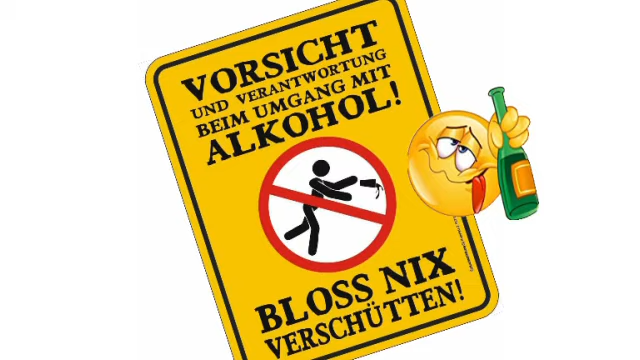 VORSICHT
UND VERANTWORTUNG
BEIM UMGANG MIT
ALKOHOL!
BLOSS NIX
VERSCHÜTTEN!